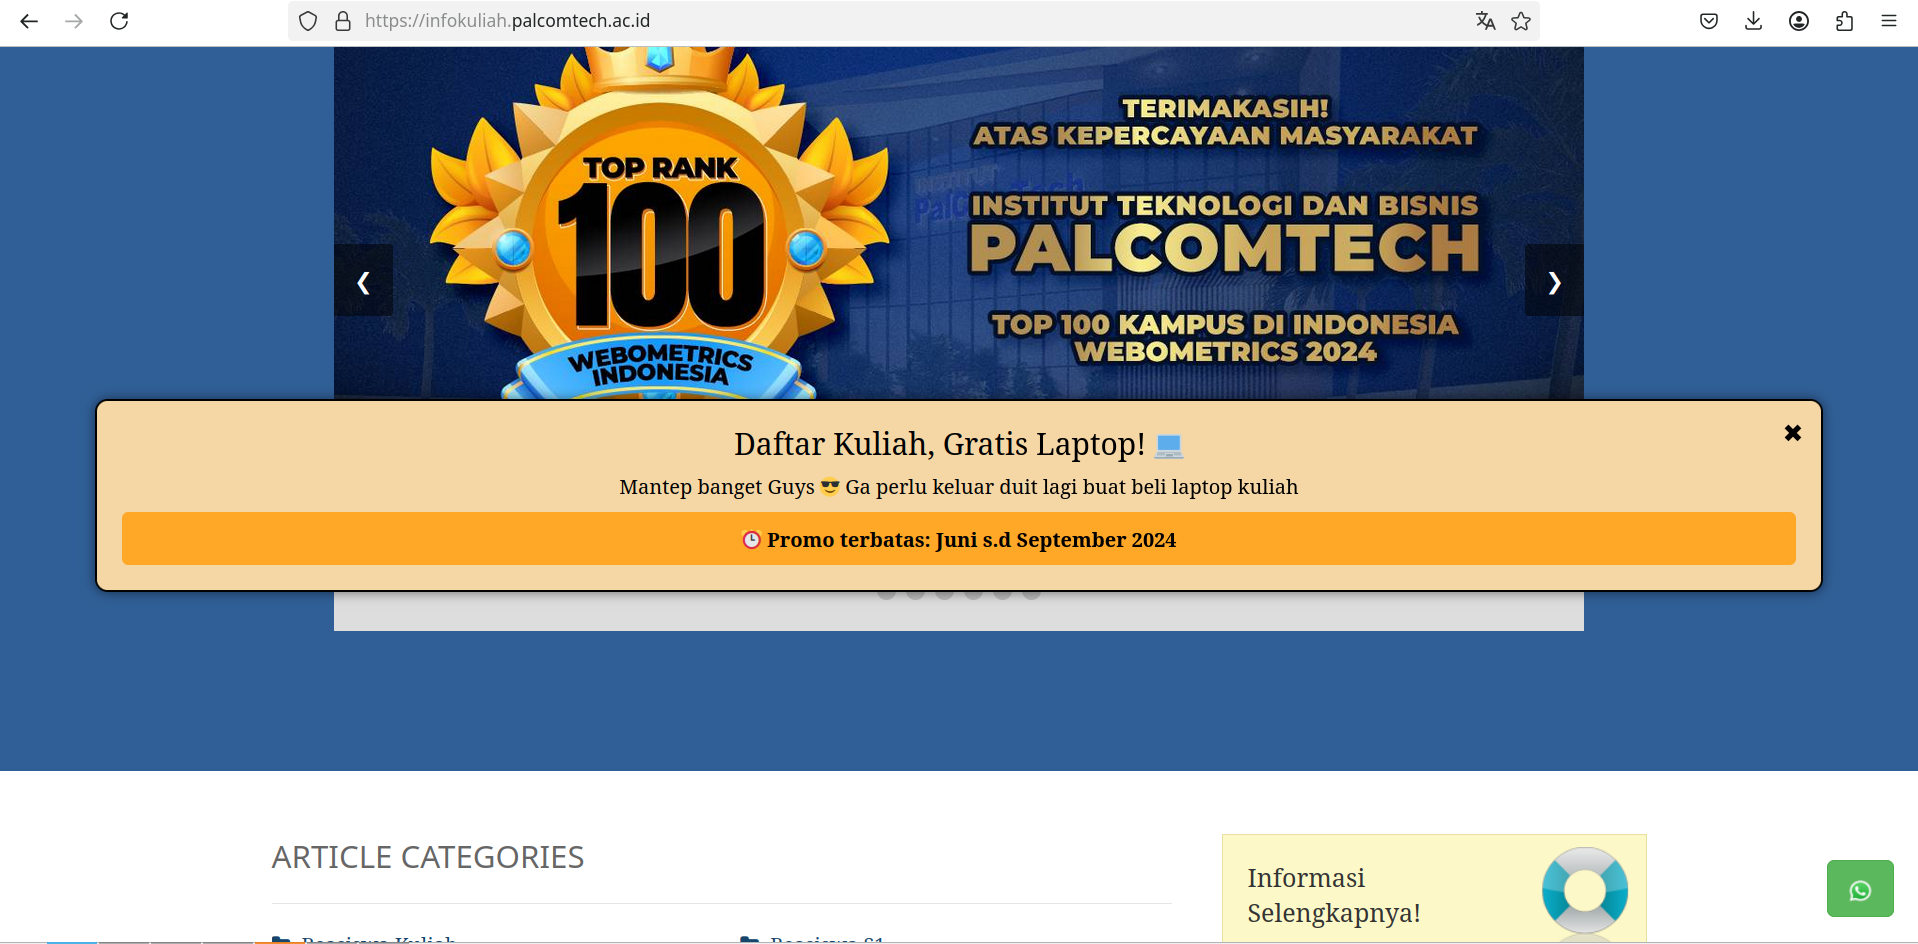 https://infokuliah.palcomtech.ac.id
TOP RANK
100
WEBOMETRICS
INDONESIA
TERIMAKASIH!
ATAS KEPERCAYAAN MASYARAKAT
INSTITUT TEKNOLOGI DAN BISNIS
PALCOMTECH
TOP 100 KAMPUS DI INDONESIA
WEBOMETRICS 2024
Daftar Kuliah, Gratis Laptop! 💻
Mantep banget Guys 😎 Ga perlu keluar duit lagi buat beli laptop kuliah
⏰ Promo terbatas: Juni s.d September 2024
ARTICLE CATEGORIES
Informasi
Selengkapnya!